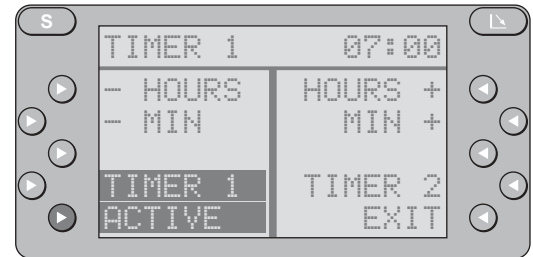 S
TIMER 1 07:00
- HOURS HOURS +
- MIN MIN +
TIMER 1 TIMER 2
ACTIVE EXIT